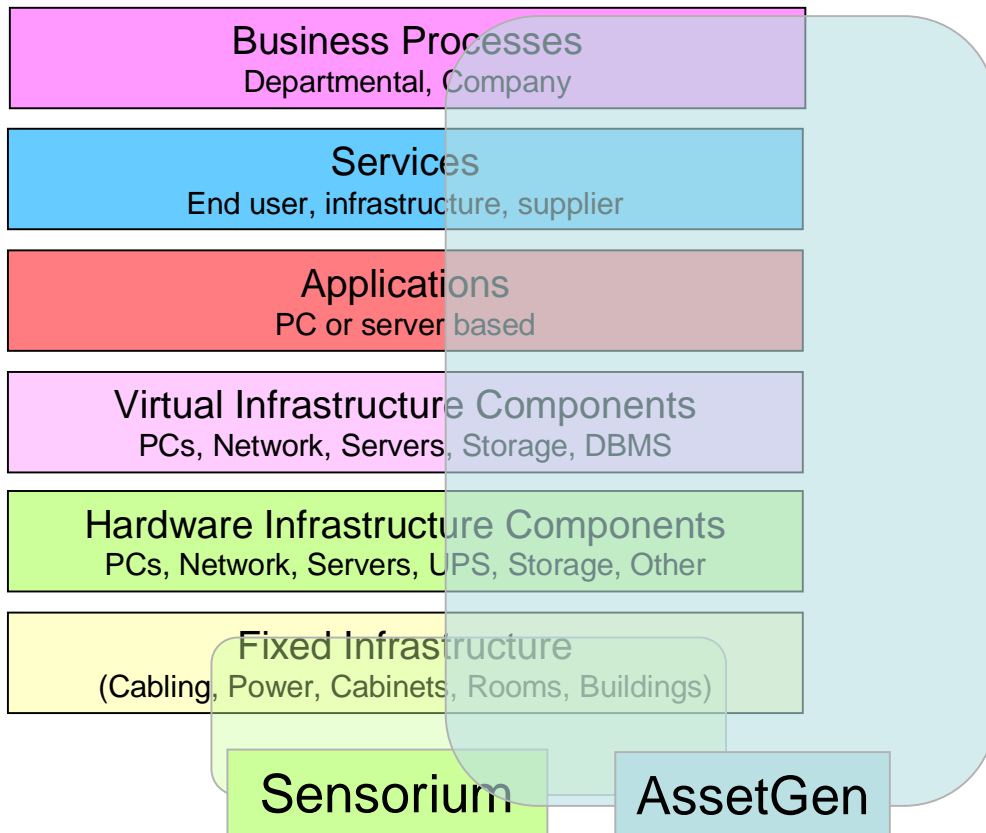 Business Processes
Departmental, Company
Services
End user, infrastructure, supplier
Applications
PC or server based
Virtual Infrastructure Components
PCs, Network, Servers, Storage, DBMS
Hardware Infrastructure Components
PCs, Network, Servers, UPS, Storage, Other
Fixed Infrastructure
(Cabling, Power, Cabinets, Rooms, Buildings)
Sensorium
AssetGen